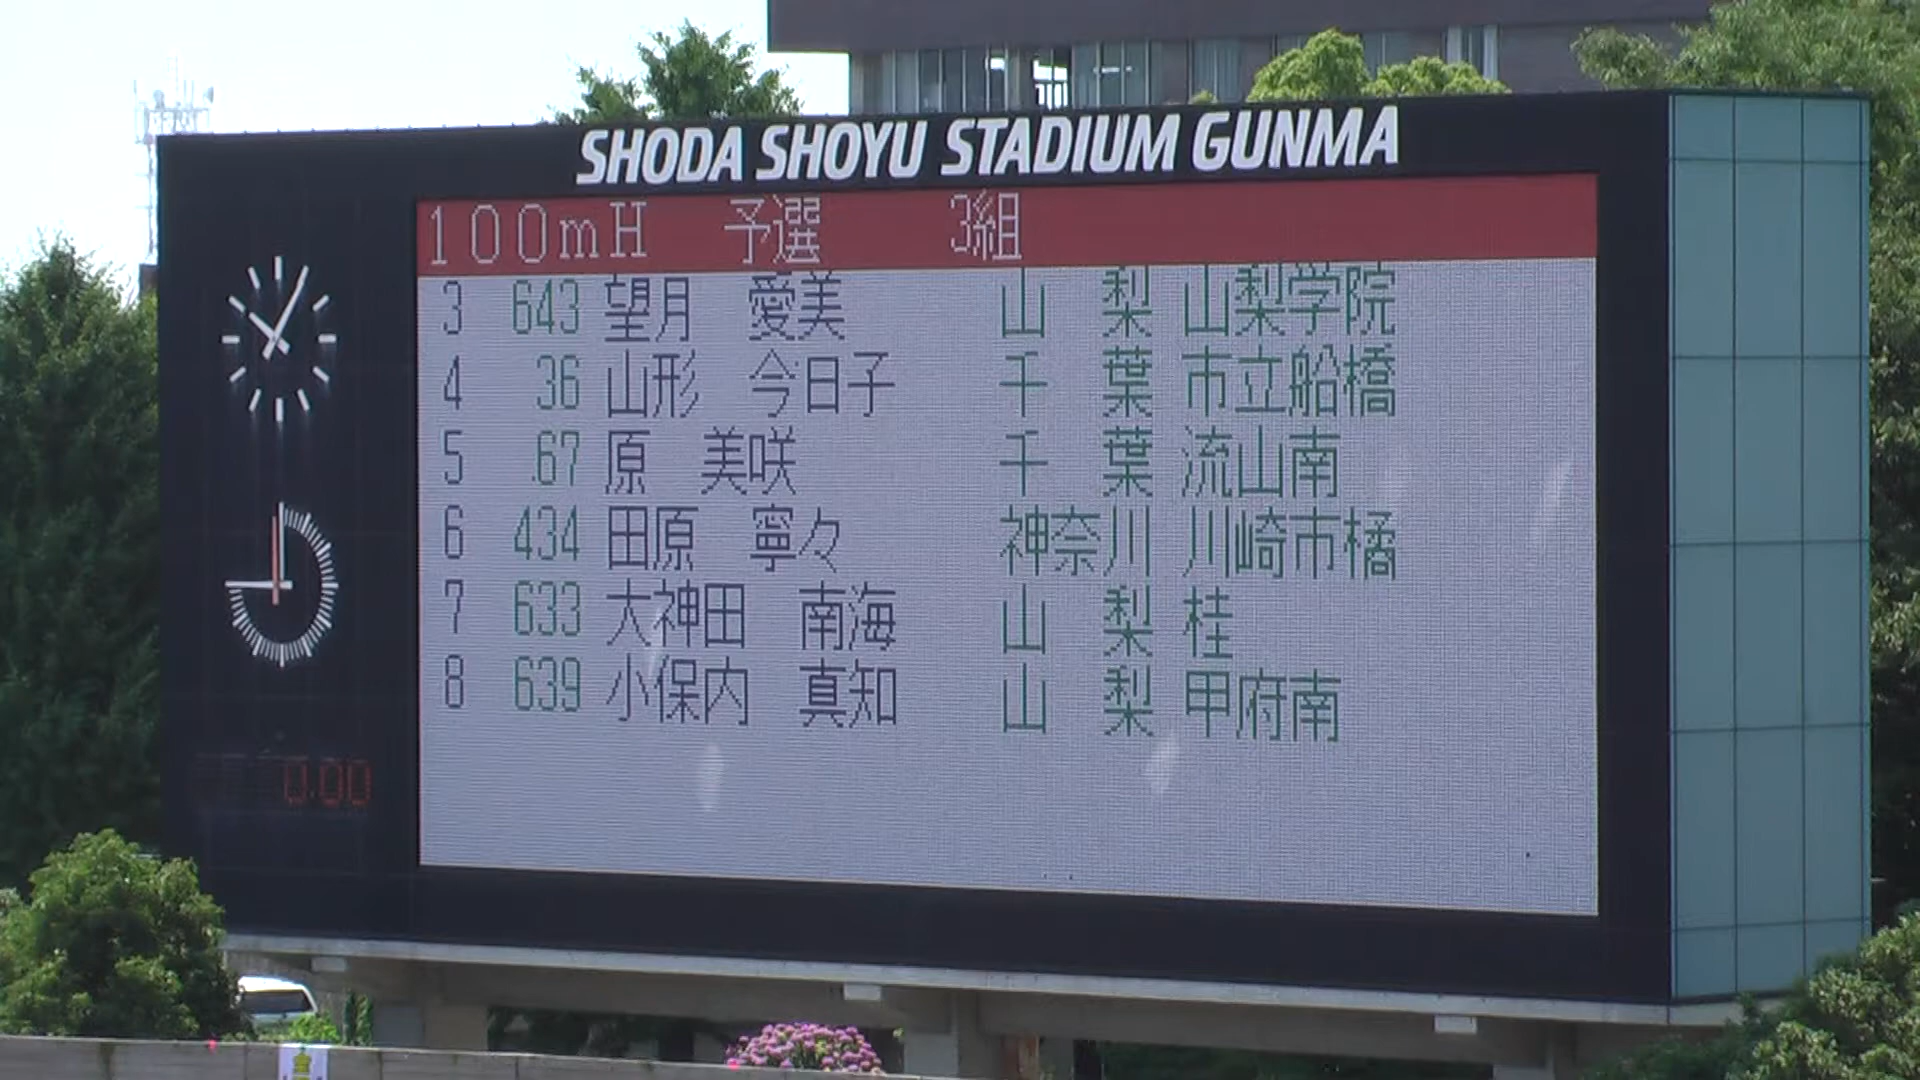 SHODA SHOYU STADIUM GUNMA
100mH 予選 3組
3 643 望月 愛美 山 梨 山梨学院
4 36 山形 今日子 千 葉 市立船橋
5 67 原 美咲 千 葉 流山南
6 434 田原 寧々 神奈川 川崎市橘
7 633 大神田 南海 山 梨 桂
8 639 小保内 真知 山 梨 甲府南
0.00